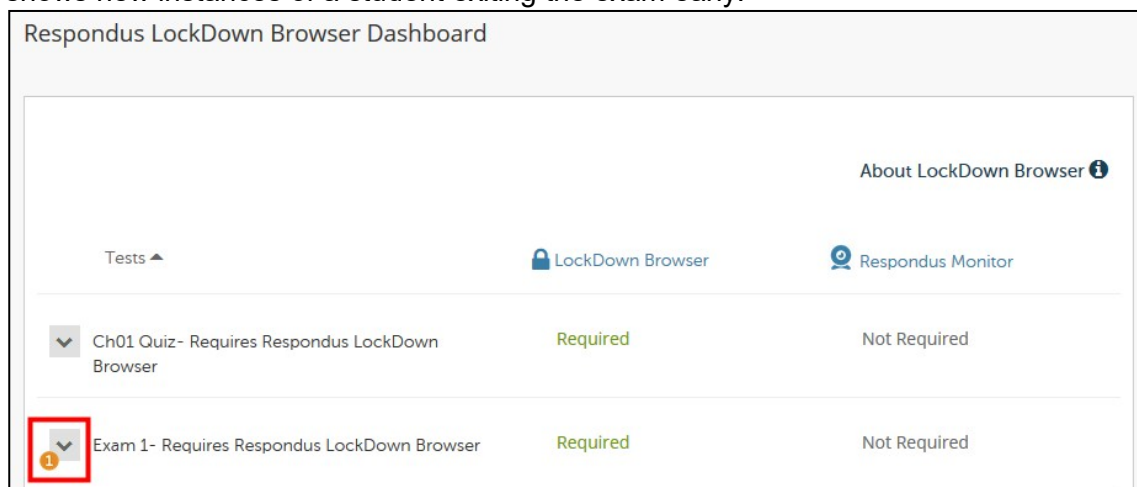 shows new instances of a student exiting the exam early.
Respondus LockDown Browser Dashboard
About LockDown Browser
Tests
LockDown Browser
Respondus Monitor
Ch01 Quiz- Requires Respondus LockDown
Browser
Required
Not Required
1
Exam 1- Requires Respondus LockDown Browser
Required
Not Required